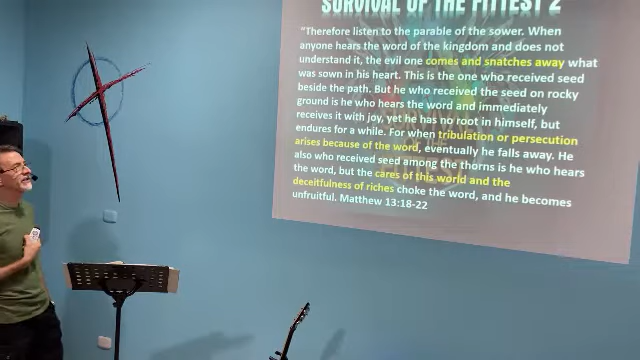 SURVIVAL OF THE FITTEST 2
"Therefore listen to the parable of the sower. When
anyone hears the word of the kingdom and does not
understand it, the evil one comes and snatches away what
was sown in his heart. This is the one who received seed
beside the path. But he who received the seed on rocky
ground is he who hears the word and immediately
receives it with joy, yet he has no root in himself, but
endures for a while. For when tribulation or persecution
arises because of the word, eventually he falls away. He
also who received seed among the thorns is he who hears
the word, but the cares of this world and the
deceitfulness of riches choke the word, and he becomes
unfruitful. Matthew 13:18-22